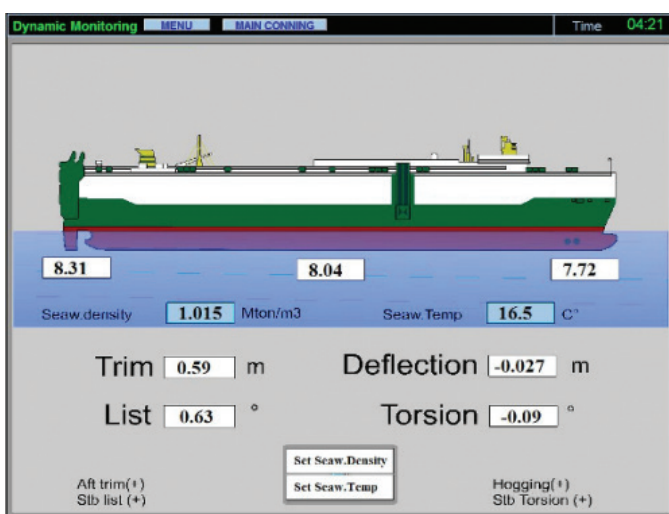 Dynamic Monitoring MENU MAIN CONNING Time 04:21
8.31 8.04 7.72
Seaw.density 1.015 Mton/m3 Seaw.Temp 16.5 C°
Trim 0.59 m Deflection -0.027 m
List 0.63 ° Torsion -0.09 °
Set Seaw.Density
Set Seaw.Temp
Aft trim(+) Hogging(+)
Stb list (+) Stb Torsion (+)